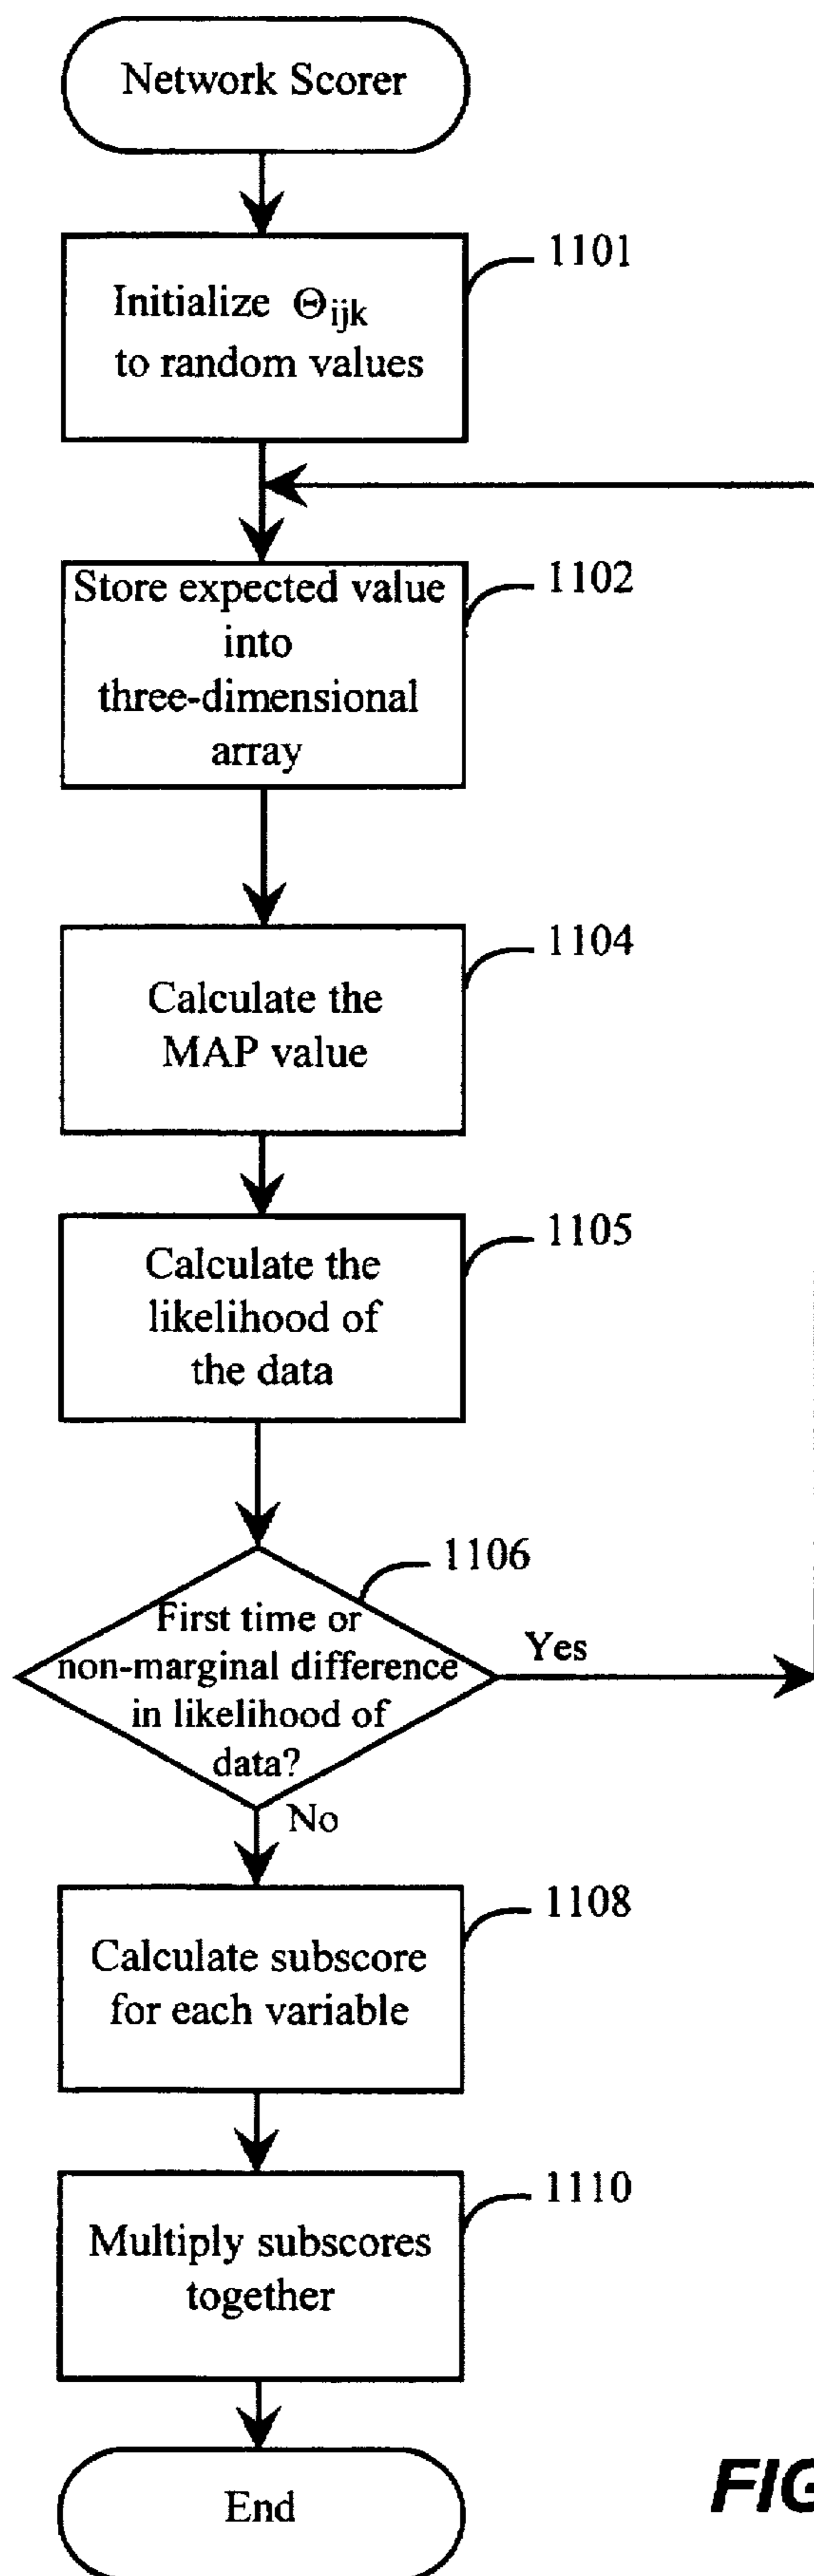 Network Scorer
1101
Initialize Θijk
to random values
1102
Store expected value
into
three-dimensional
array
1104
Calculate the
MAP value
1105
Calculate the
likelihood of
the data
1106
First time or
non-marginal difference
in likelihood of
data?
Yes
No
1108
Calculate subscore
for each variable
1110
Multiply subscores
together
End
FIG